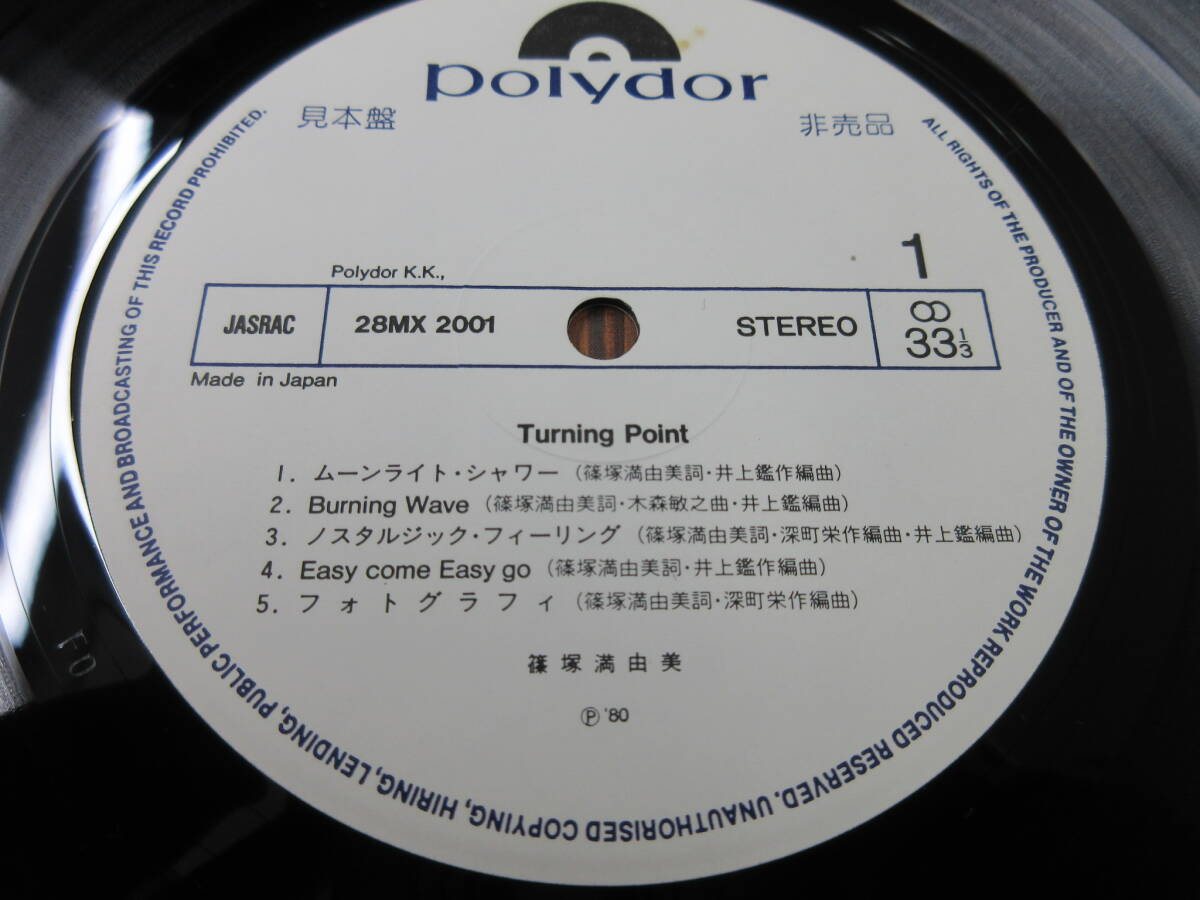 polydor
見本盤 非売品
1
Polydor K.K.,
JASRAC 28MX 2001 STEREO 33 1/3
Made in Japan
Turning Point
1. ムーンライト・シャワー (篠塚満由美詞・井上鑑作編曲)
2. Burning Wave (篠塚満由美詞・木森敏之曲・井上鑑編曲)
3. ノスタルジック・フィーリング (篠塚満由美詞・深町栄作編曲・井上鑑編曲)
4. Easy come Easy go (篠塚満由美詞・井上鑑作編曲)
5. フォトグラフィ (篠塚満由美詞・深町栄作編曲)
篠塚満由美
Ⓟ '80
ALL RIGHTS OF THE PRODUCER AND OF THE OWNER OF THE WORK REPRODUCED RESERVED. UNAUTHORISED COPYING, HIRING, LENDING, PUBLIC PERFORMANCE AND BROADCASTING OF THIS RECORD PROHIBITED.
FO